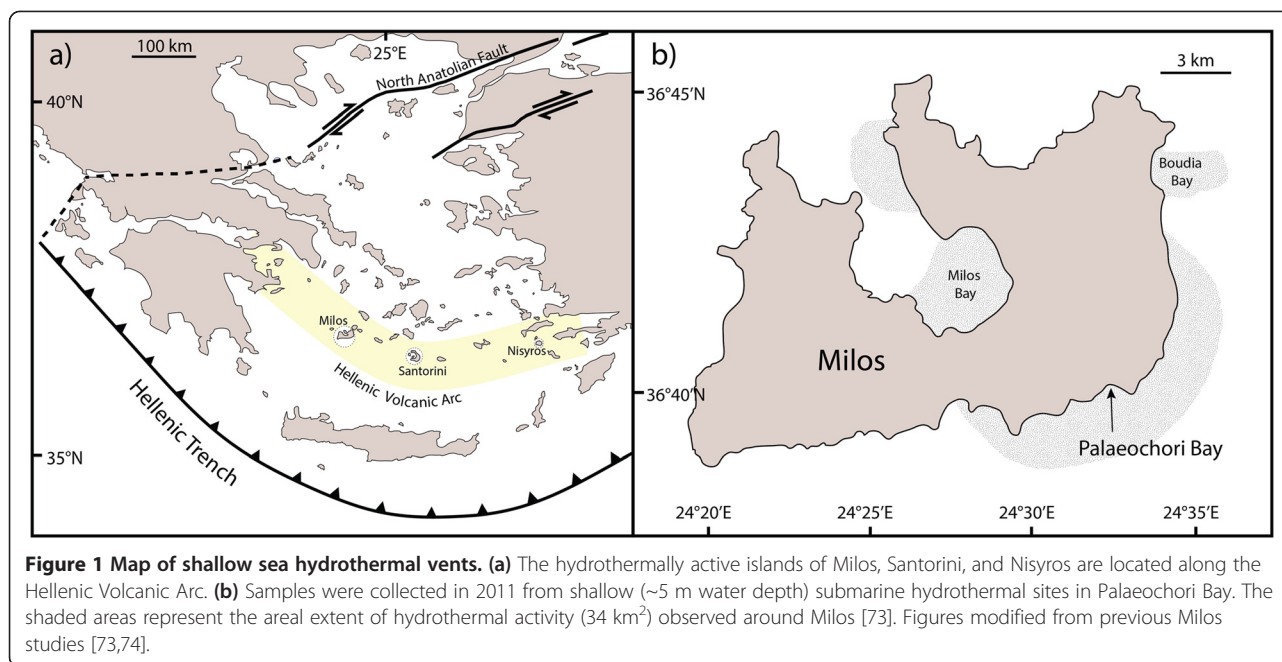 a)
100 km
25°E
North Anatolian Fault
40°N
Milos
Santorini
Nisyros
Hellenic Volcanic Arc
Hellenic Trench
35°N
b)
3 km
36°45'N
Boudia
Bay
Milos
Bay
Milos
36°40'N
Palaeochori Bay
24°20'E
24°25'E
24°30'E
24°35'E
Figure 1 Map of shallow sea hydrothermal vents. (a) The hydrothermally active islands of Milos, Santorini, and Nisyros are located along the
Hellenic Volcanic Arc. (b) Samples were collected in 2011 from shallow (~5 m water depth) submarine hydrothermal sites in Palaeochori Bay. The
shaded areas represent the areal extent of hydrothermal activity (34 km²) observed around Milos [73]. Figures modified from previous Milos
studies [73,74].